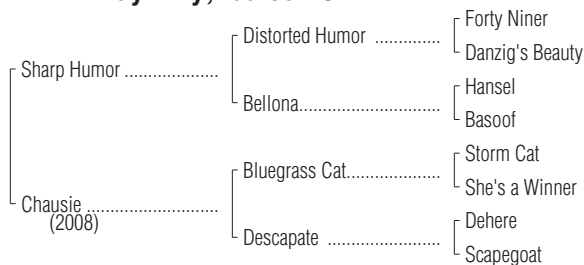 Forty Niner
Distorted Humor ..............
Danzig's Beauty
Sharp Humor ....................
Hansel
Bellona..............................
Basoof
Storm Cat
Bluegrass Cat....................
She's a Winner
Chausie ............................
(2008)
Dehere
Descapate ........................
Scapegoat